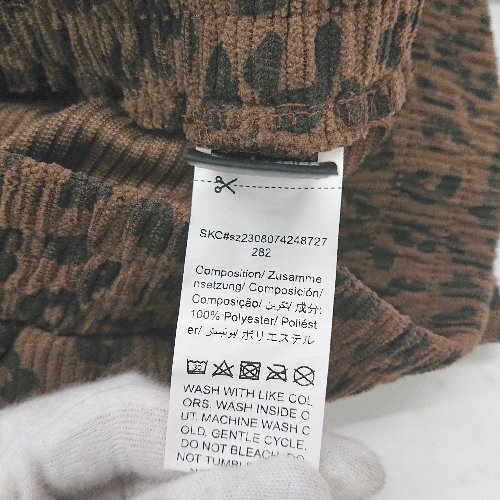 SKC#sz2308074248727
282
Composition/ Zusamme
nsetzung/ Composición/
Composição/ تكوين/ 成分:
100% Polyester/ Poliést
er/ بوليستر/ ポリエステル
WASH WITH LIKE COL
ORS. WASH INSIDE O
UT. MACHINE WASH C
OLD. GENTLE CYCLE.
DO NOT BLEACH. DO
NOT TUMBLE